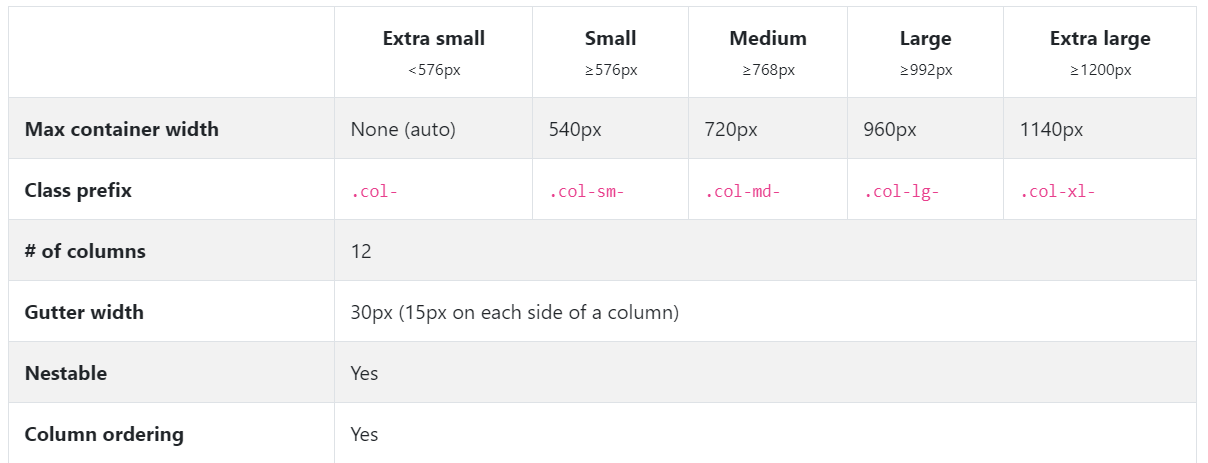 Extra small Small Medium Large Extra large
<576px ≥576px ≥768px ≥992px ≥1200px
Max container width None (auto) 540px 720px 960px 1140px
Class prefix .col- .col-sm- .col-md- .col-lg- .col-xl-
# of columns 12
Gutter width 30px (15px on each side of a column)
Nestable Yes
Column ordering Yes